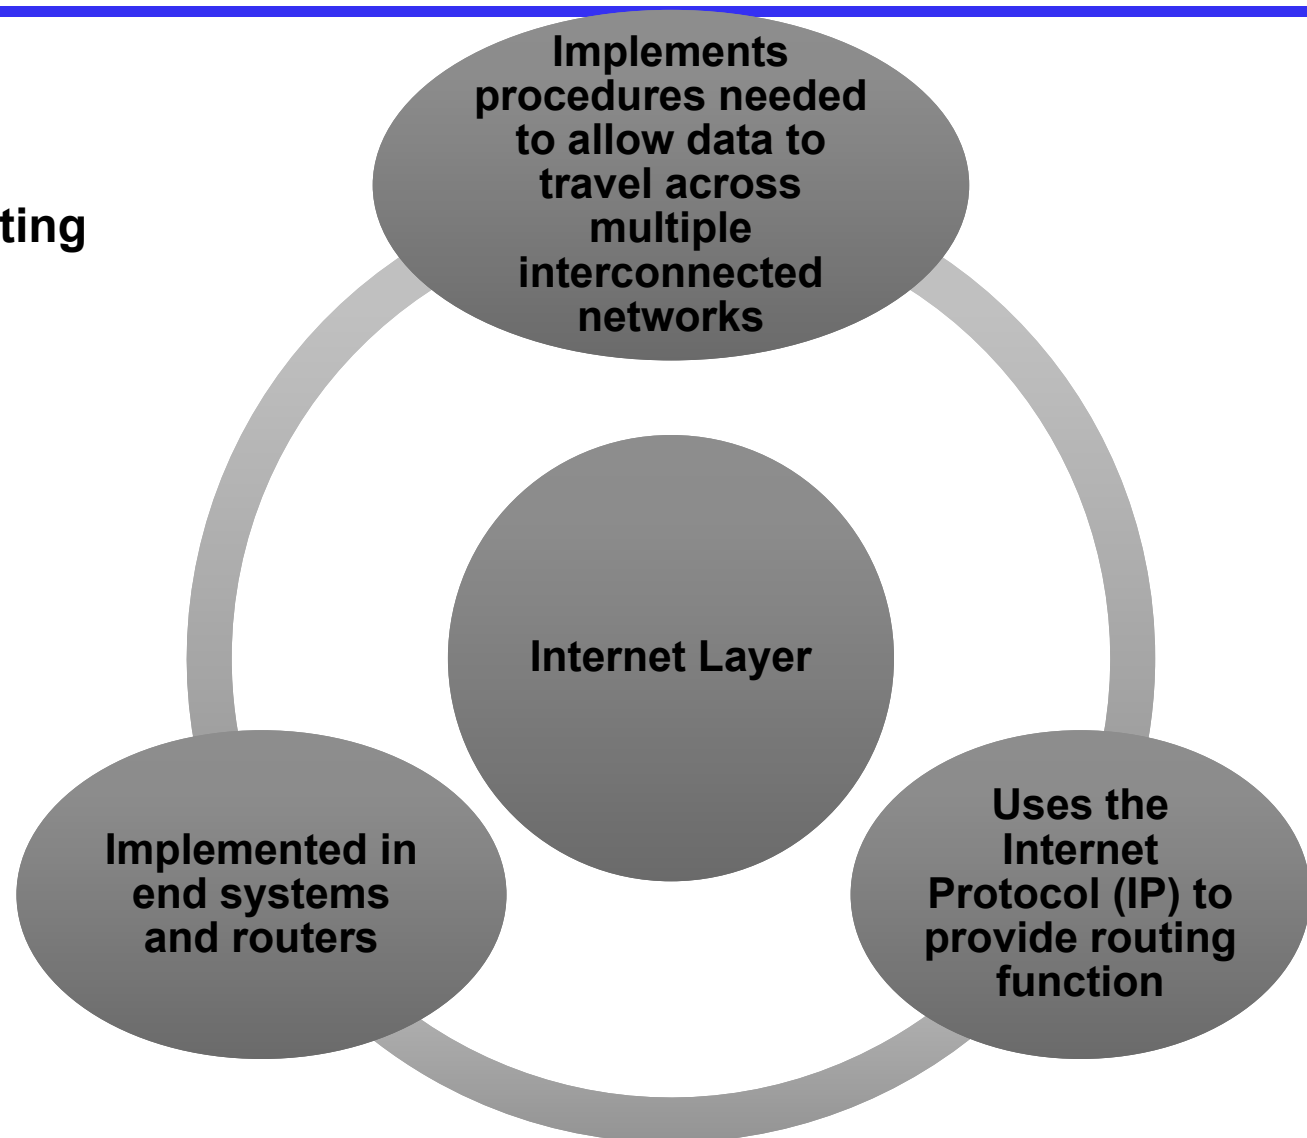 Implements
procedures needed
to allow data to
travel across
multiple
interconnected
networks
ting
Internet Layer
Implemented in
end systems
and routers
Uses the
Internet
Protocol (IP) to
provide routing
function